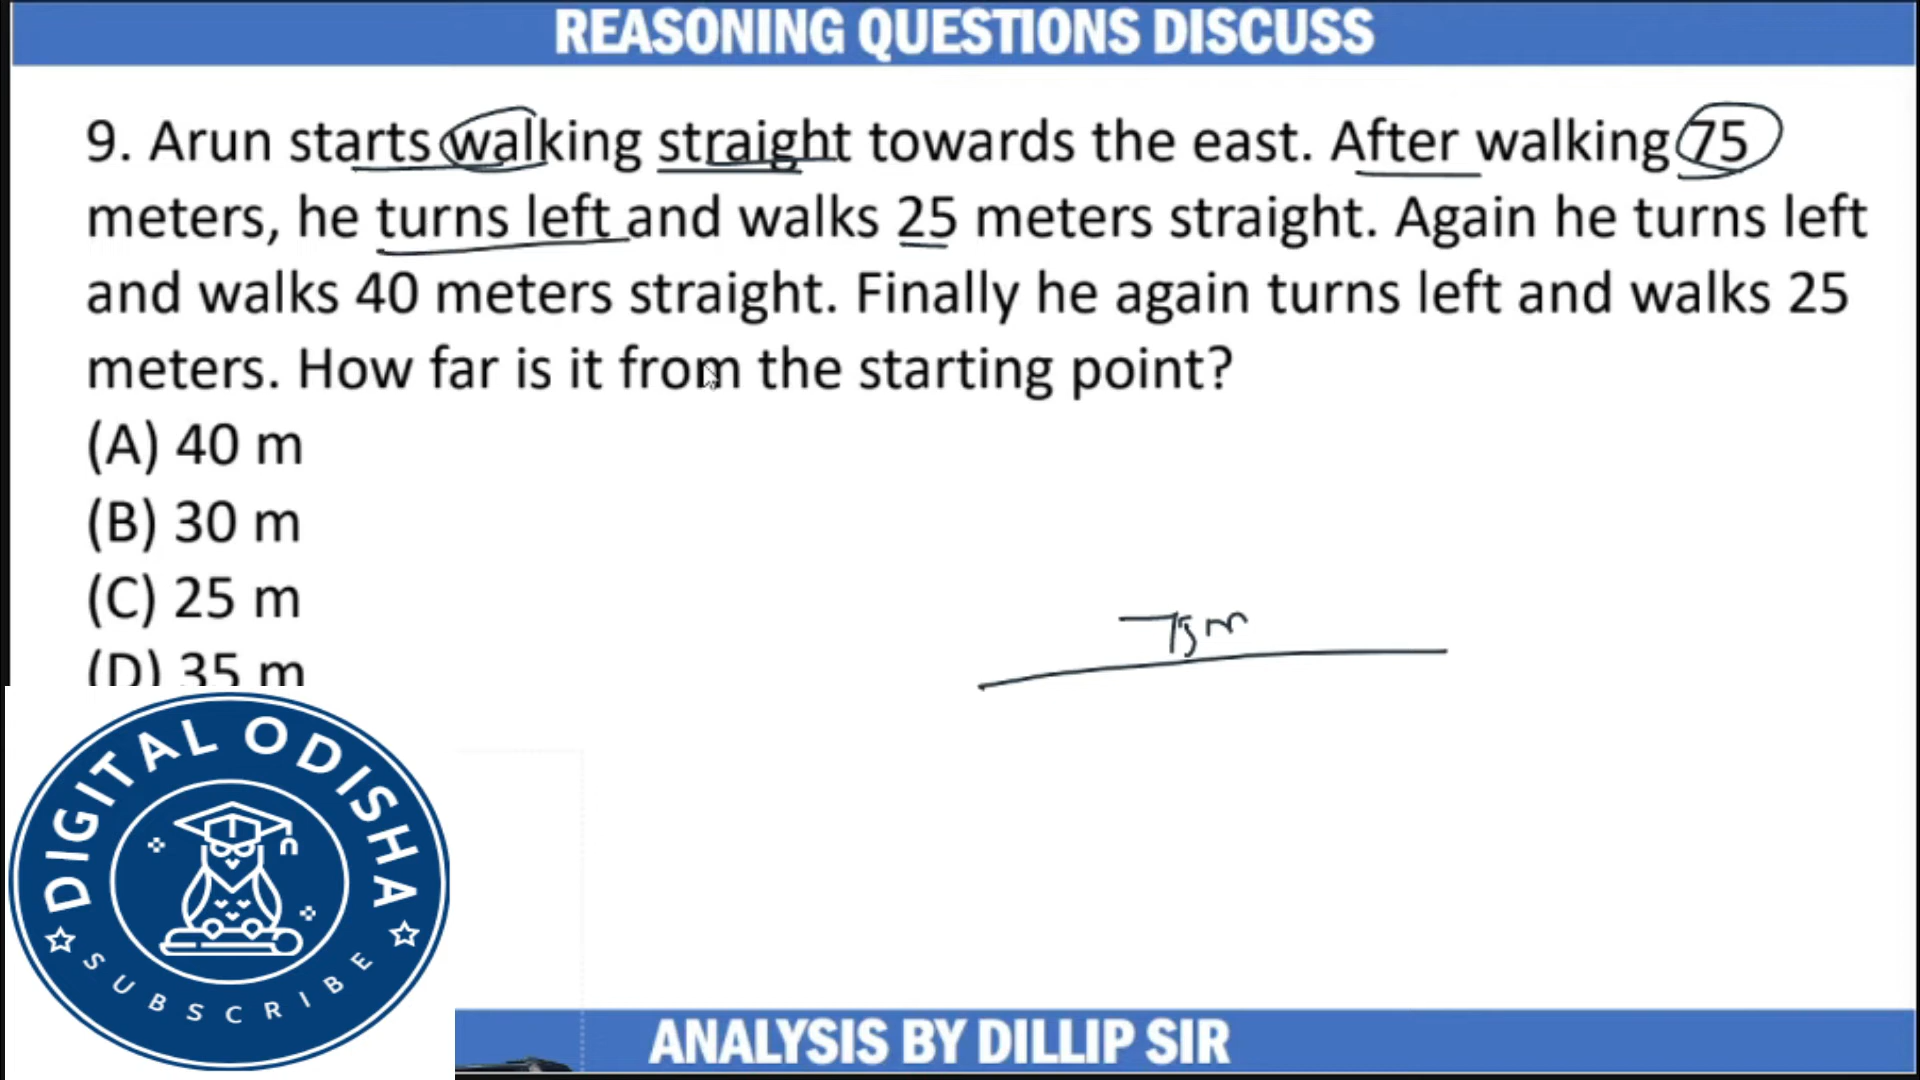 REASONING QUESTIONS DISCUSS
9. Arun starts walking straight towards the east. After walking 75
meters, he turns left and walks 25 meters straight. Again he turns left
and walks 40 meters straight. Finally he again turns left and walks 25
meters. How far is it from the starting point?
(A) 40 m
(B) 30 m
(C) 25 m
(D) 35 m
75m
DIGITAL ODISHA
SUBSCRIBE
ANALYSIS BY DILLIP SIR